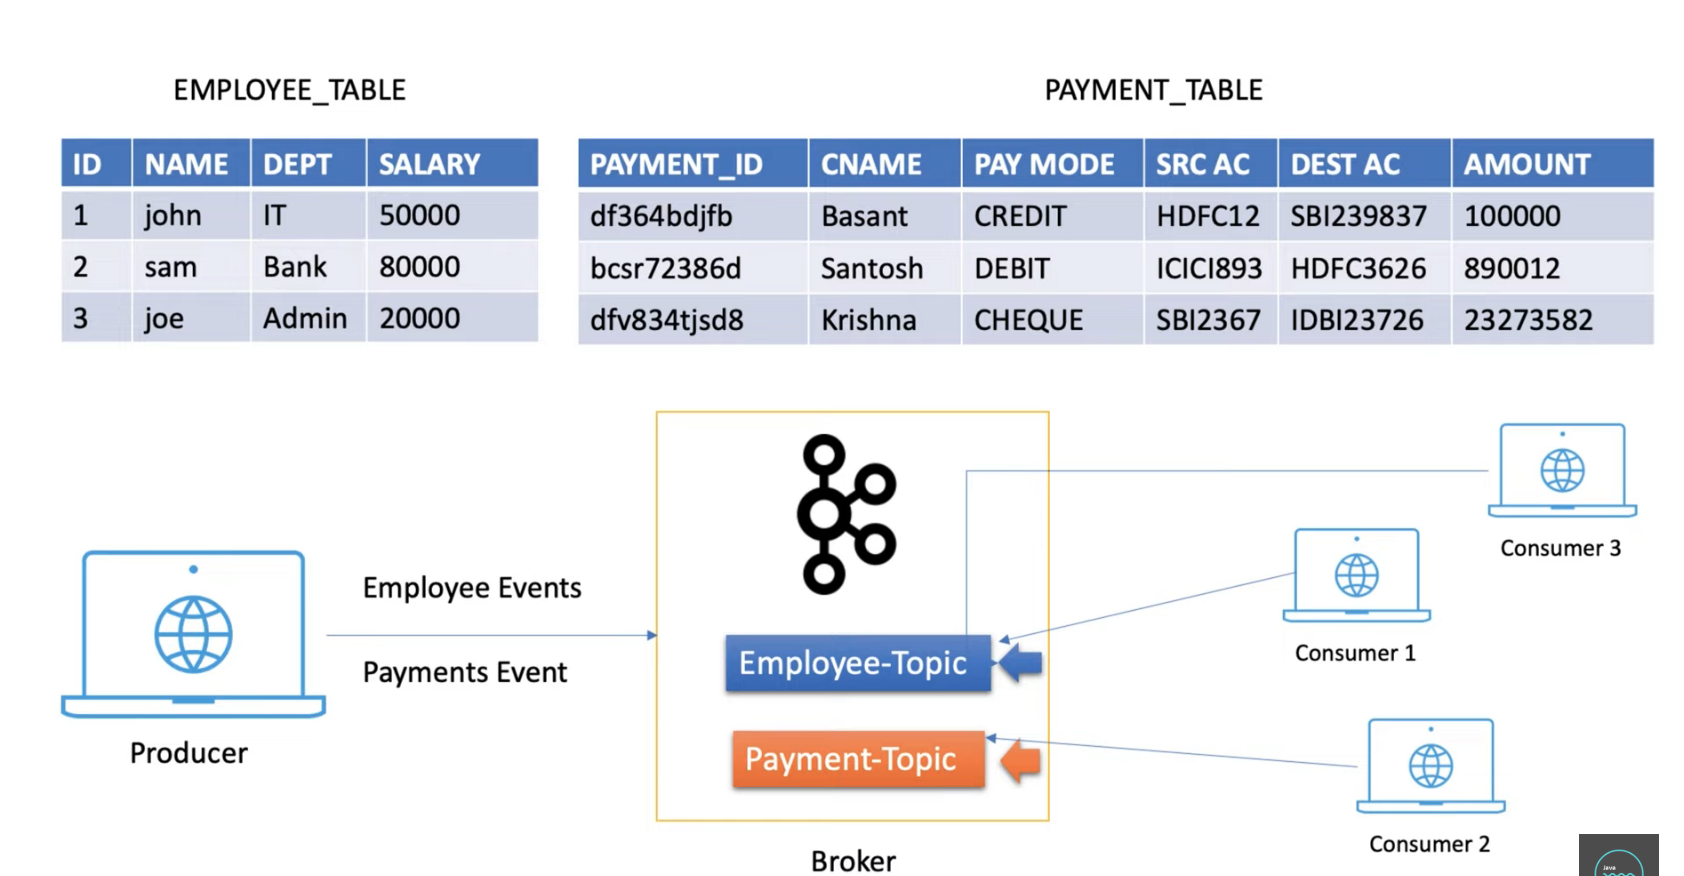 EMPLOYEE_TABLE
PAYMENT_TABLE
ID NAME DEPT SALARY
1 john IT 50000
2 sam Bank 80000
3 joe Admin 20000
PAYMENT_ID CNAME PAY MODE SRC AC DEST AC AMOUNT
df364bdjfb Basant CREDIT HDFC12 SBI239837 100000
bcsr72386d Santosh DEBIT ICICI893 HDFC3626 890012
dfv834tjsd8 Krishna CHEQUE SBI2367 IDBI23726 23273582
Employee Events
Payments Event
Producer
Employee-Topic
Payment-Topic
Broker
Consumer 3
Consumer 1
Consumer 2
Java